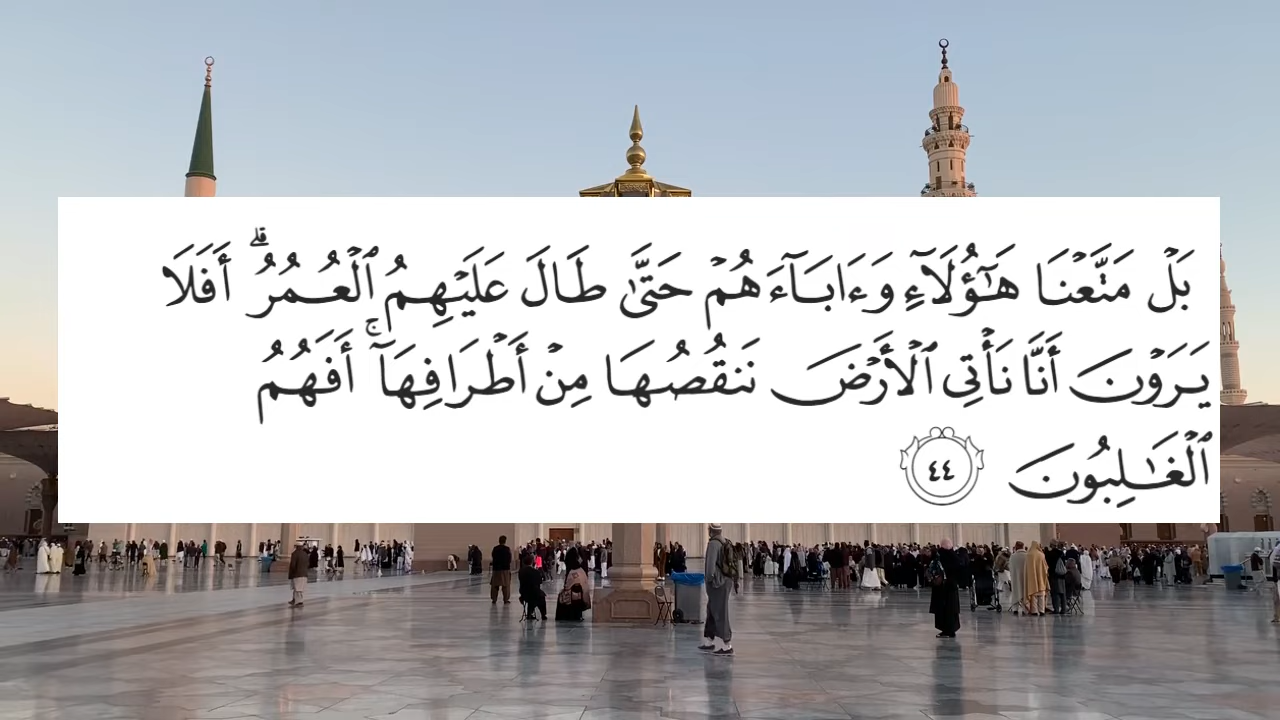 بَلۡ مَتَّعۡنَا هَٰٓؤُلَآءِ وَءَابَآءَهُمۡ حَتَّىٰ طَالَ عَلَيۡهِمُ ٱلۡعُمُرُۗ أَفَلَا
يَرَوۡنَ أَنَّا نَأۡتِي ٱلۡأَرۡضَ نَنقُصُهَا مِنۡ أَطۡرَافِهَآۚ أَفَهُمُ
ٱلۡغَٰلِبُونَ ٤٤